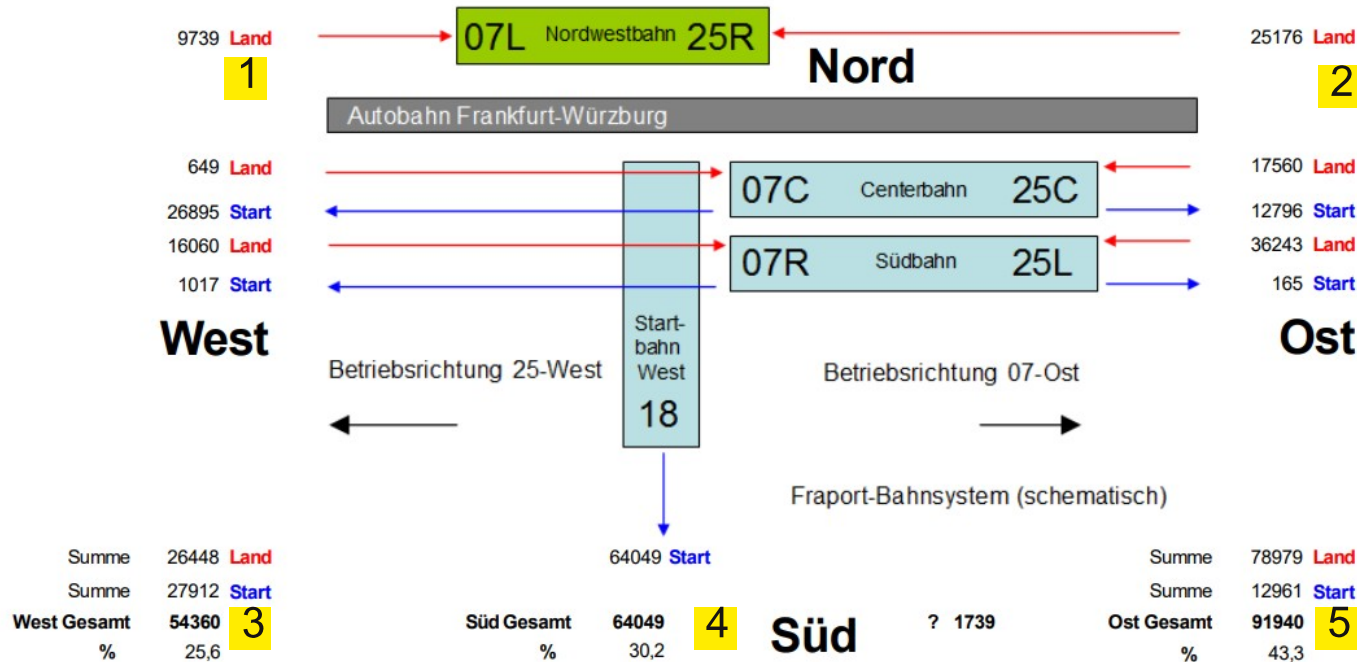 9739 Land
1
07L Nordwestbahn 25R
25176 Land
2
Nord
Autobahn Frankfurt-Würzburg
649 Land
26895 Start
16060 Land
1017 Start
West
07C Centerbahn 25C
07R Südbahn 25L
17560 Land
12796 Start
36243 Land
165 Start
Ost
Start-
bahn
West
18
Betriebsrichtung 25-West
Betriebsrichtung 07-Ost
Fraport-Bahnsystem (schematisch)
Summe 26448 Land
Summe 27912 Start
West Gesamt 54360
% 25,6
3
64049 Start
Süd Gesamt 64049
% 30,2
4
Süd
? 1739
Summe 78979 Land
Summe 12961 Start
Ost Gesamt 91940
% 43,3
5